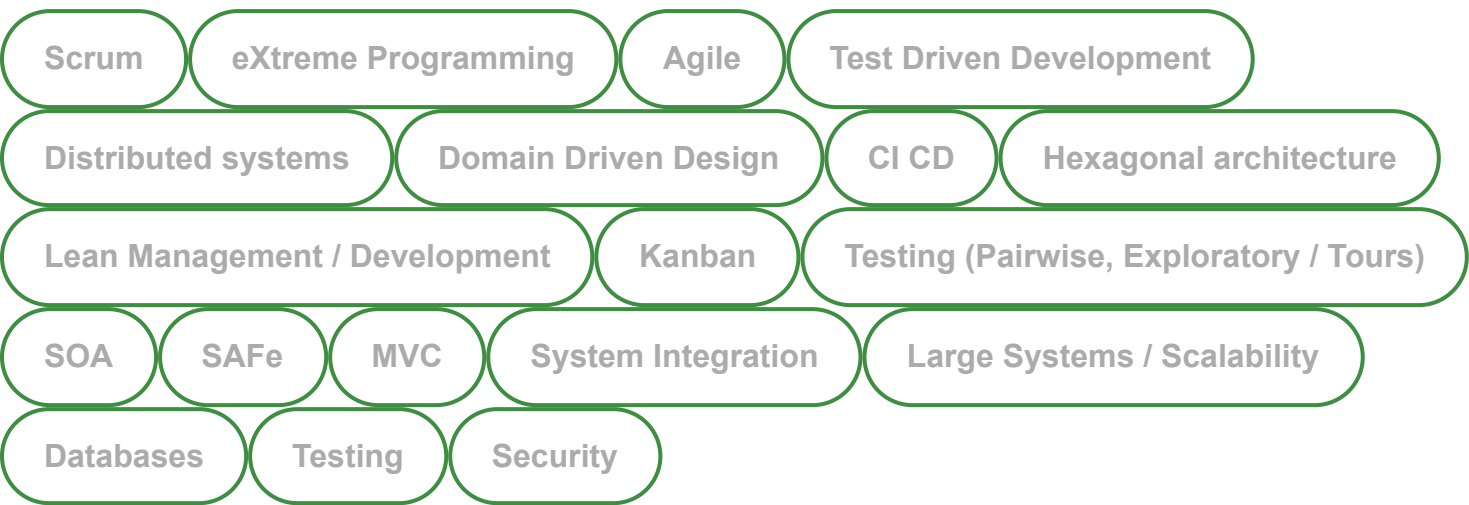 Scrum eXtreme Programming Agile Test Driven Development
Distributed systems Domain Driven Design CI CD Hexagonal architecture
Lean Management / Development Kanban Testing (Pairwise, Exploratory / Tours)
SOA SAFe MVC System Integration Large Systems / Scalability
Databases Testing Security